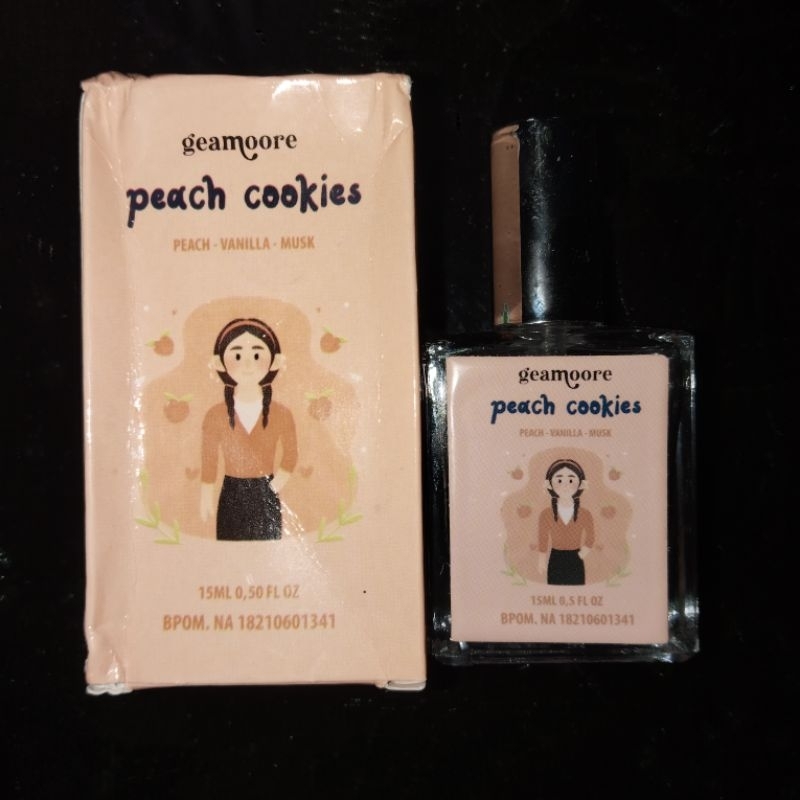 geamoore
peach cookies
PEACH - VANILLA - MUSK
15ML 0,50 FL OZ
BPOM. NA 18210601341
geamoore
peach cookies
PEACH - VANILLA - MUSK
15ML 0,5 FL OZ
BPOM. NA 18210601341